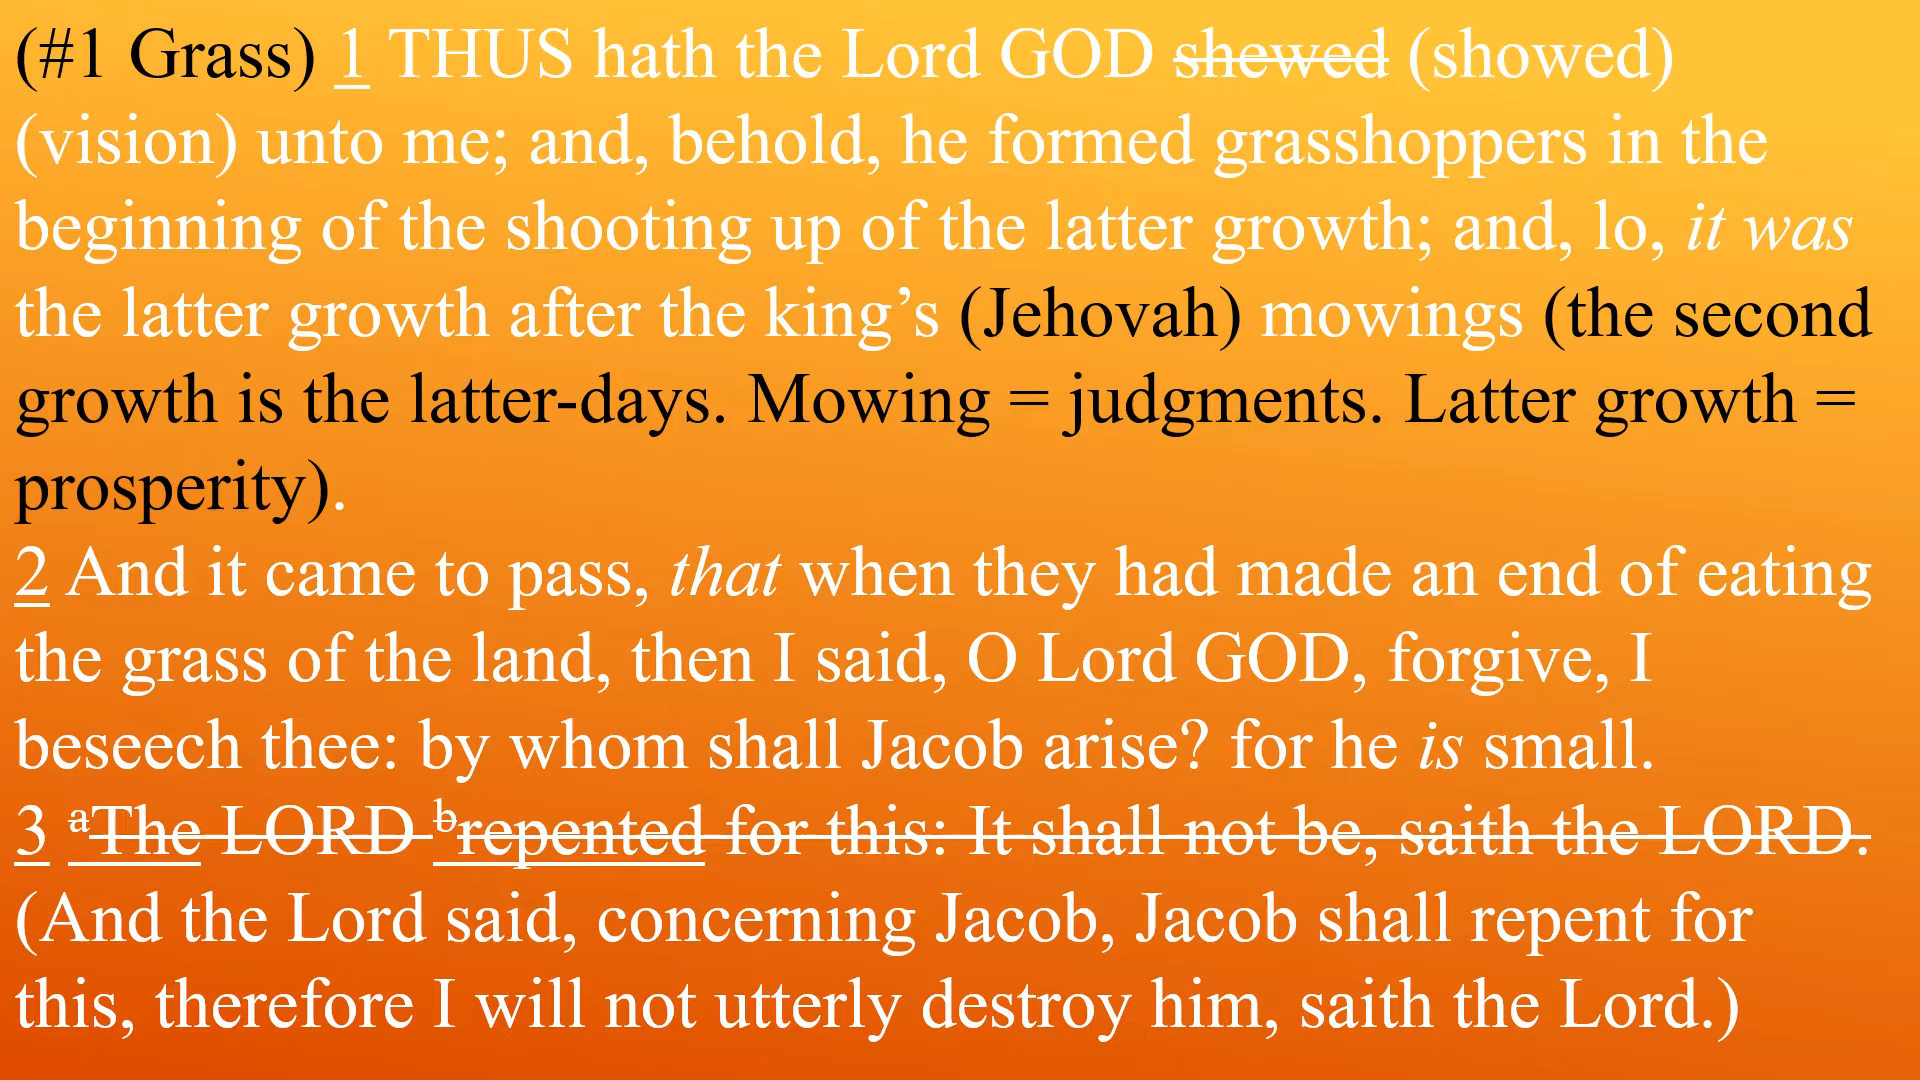 (#1 Grass) 1 THUS hath the Lord GOD shewed (showed)
(vision) unto me; and, behold, he formed grasshoppers in the
beginning of the shooting up of the latter growth; and, lo, it was
the latter growth after the king’s (Jehovah) mowings (the second
growth is the latter-days. Mowing = judgments. Latter growth =
prosperity).
2 And it came to pass, that when they had made an end of eating
the grass of the land, then I said, O Lord GOD, forgive, I
beseech thee: by whom shall Jacob arise? for he is small.
3 aThe LORD brepented for this: It shall not be, saith the LORD.
(And the Lord said, concerning Jacob, Jacob shall repent for
this, therefore I will not utterly destroy him, saith the Lord.)